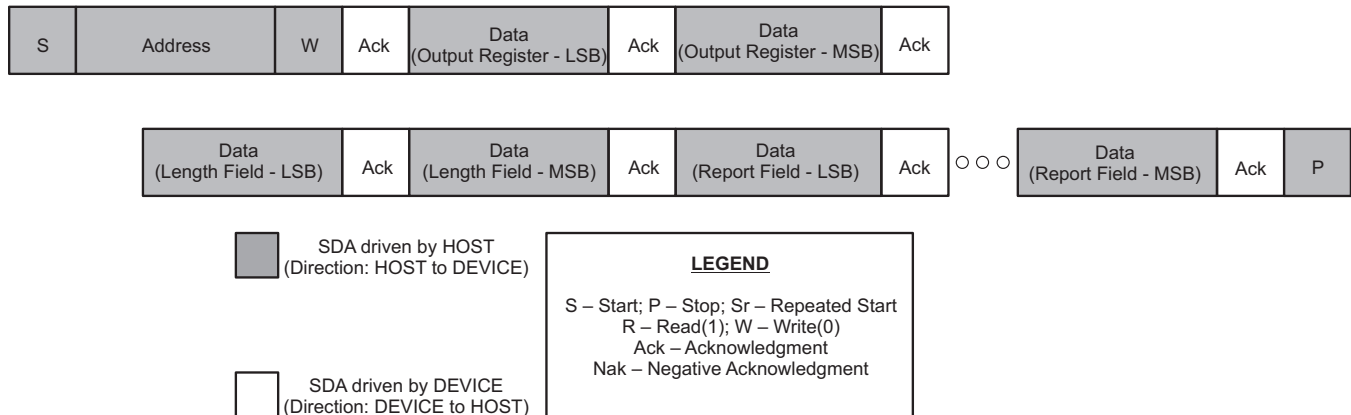 S Address W Ack Data (Output Register - LSB) Ack Data (Output Register - MSB) Ack
Data (Length Field - LSB) Ack Data (Length Field - MSB) Ack Data (Report Field - LSB) Ack ○ ○ ○ Data (Report Field - MSB) Ack P
SDA driven by HOST
(Direction: HOST to DEVICE)
LEGEND
S – Start; P – Stop; Sr – Repeated Start
R – Read(1); W – Write(0)
Ack – Acknowledgment
Nak – Negative Acknowledgment
SDA driven by DEVICE
(Direction: DEVICE to HOST)